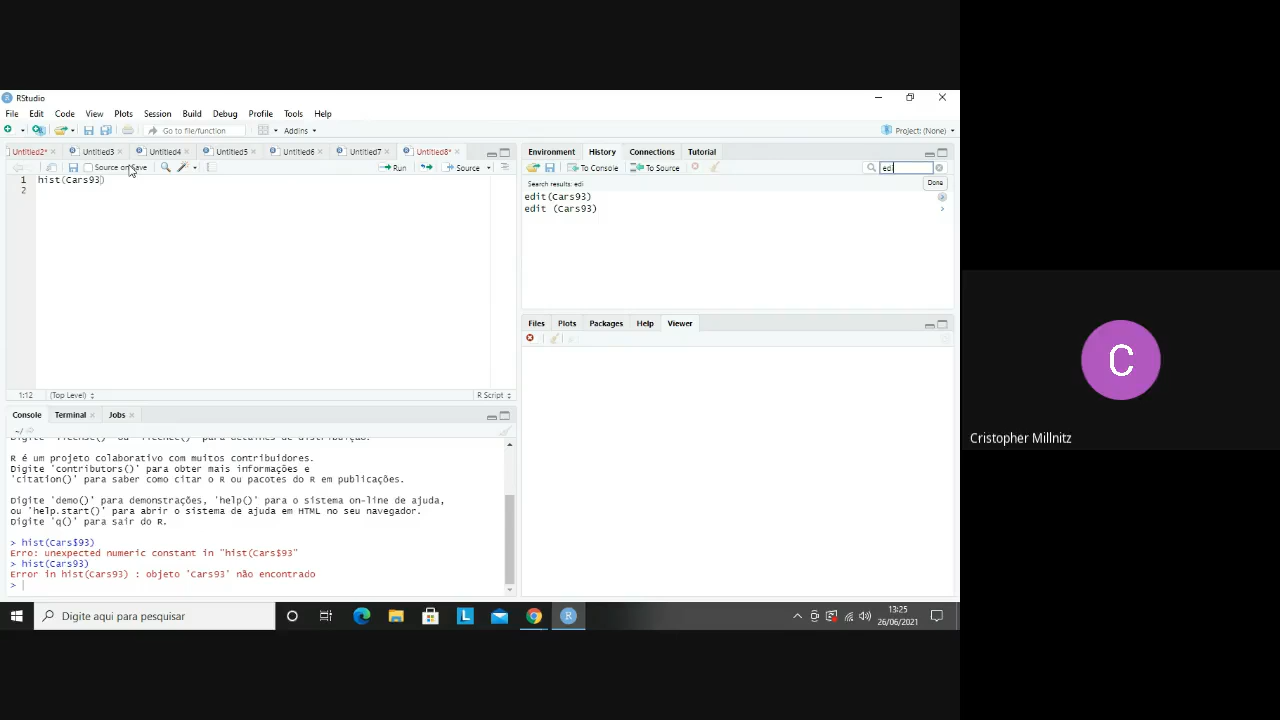 RStudio
File Edit Code View Plots Session Build Debug Profile Tools Help
Go to file/function Addins Project: (None)
Untitled2* Untitled3 Untitled4 Untitled5 Untitled6 Untitled7 Untitled8*
Source on Save Run Source
1 hist(Cars93)
2
1:12 (Top Level) R Script
Console Terminal Jobs
~/
R é um projeto colaborativo com muitos contribuidores.
Digite 'contributors()' para obter mais informações e
'citation()' para saber como citar o R ou pacotes do R em publicações.
Digite 'demo()' para demonstrações, 'help()' para o sistema on-line de ajuda,
ou 'help.start()' para abrir o sistema de ajuda em HTML no seu navegador.
Digite 'q()' para sair do R.
> hist(Cars$93)
Erro: unexpected numeric constant in "hist(Cars$93"
> hist(Cars93)
Error in hist(Cars93) : objeto 'Cars93' não encontrado
>
Environment History Connections Tutorial
To Console To Source edi
Search results: edi Done
edit(Cars93)
edit (Cars93)
Files Plots Packages Help Viewer
Cristopher Millnitz
C
Digite aqui para pesquisar
L
R
13:25
26/06/2021